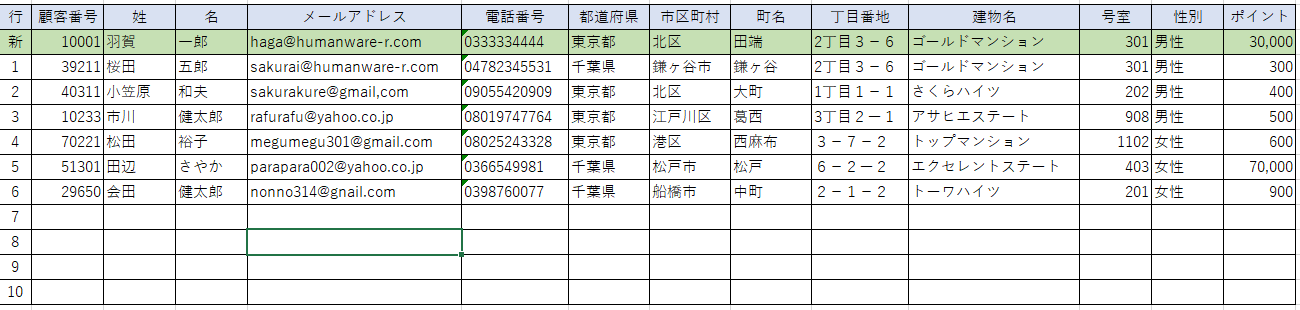 行 顧客番号 姓 名 メールアドレス 電話番号 都道府県 市区町村 町名 丁目番地 建物名 号室 性別 ポイント
新 10001 羽賀 一郎 haga@humanware-r.com 0333334444 東京都 北区 田端 2丁目３－６ ゴールドマンション 301 男性 30,000
1 39211 桜田 五郎 sakurai@humanware-r.com 04782345531 千葉県 鎌ヶ谷市 鎌ヶ谷 2丁目３－６ ゴールドマンション 301 男性 300
2 40311 小笠原 和夫 sakurakure@gmail,com 09055420909 東京都 北区 大町 1丁目１－１ さくらハイツ 202 男性 400
3 10233 市川 健太郎 rafurafu@yahoo.co.jp 08019747764 東京都 江戸川区 葛西 3丁目２ー１ アサヒエステート 908 男性 500
4 70221 松田 裕子 megumegu301@gmail.com 08025243328 東京都 港区 西麻布 ３－７－２ トップマンション 1102 女性 600
5 51301 田辺 さやか parapara002@yahoo.co.jp 0366549981 千葉県 松戸市 松戸 ６－２－２ エクセレントステート 403 女性 70,000
6 29650 会田 健太郎 nonno314@gnail.com 0398760077 千葉県 船橋市 中町 ２－１－２ トーワハイツ 201 女性 900
7
8
9
10